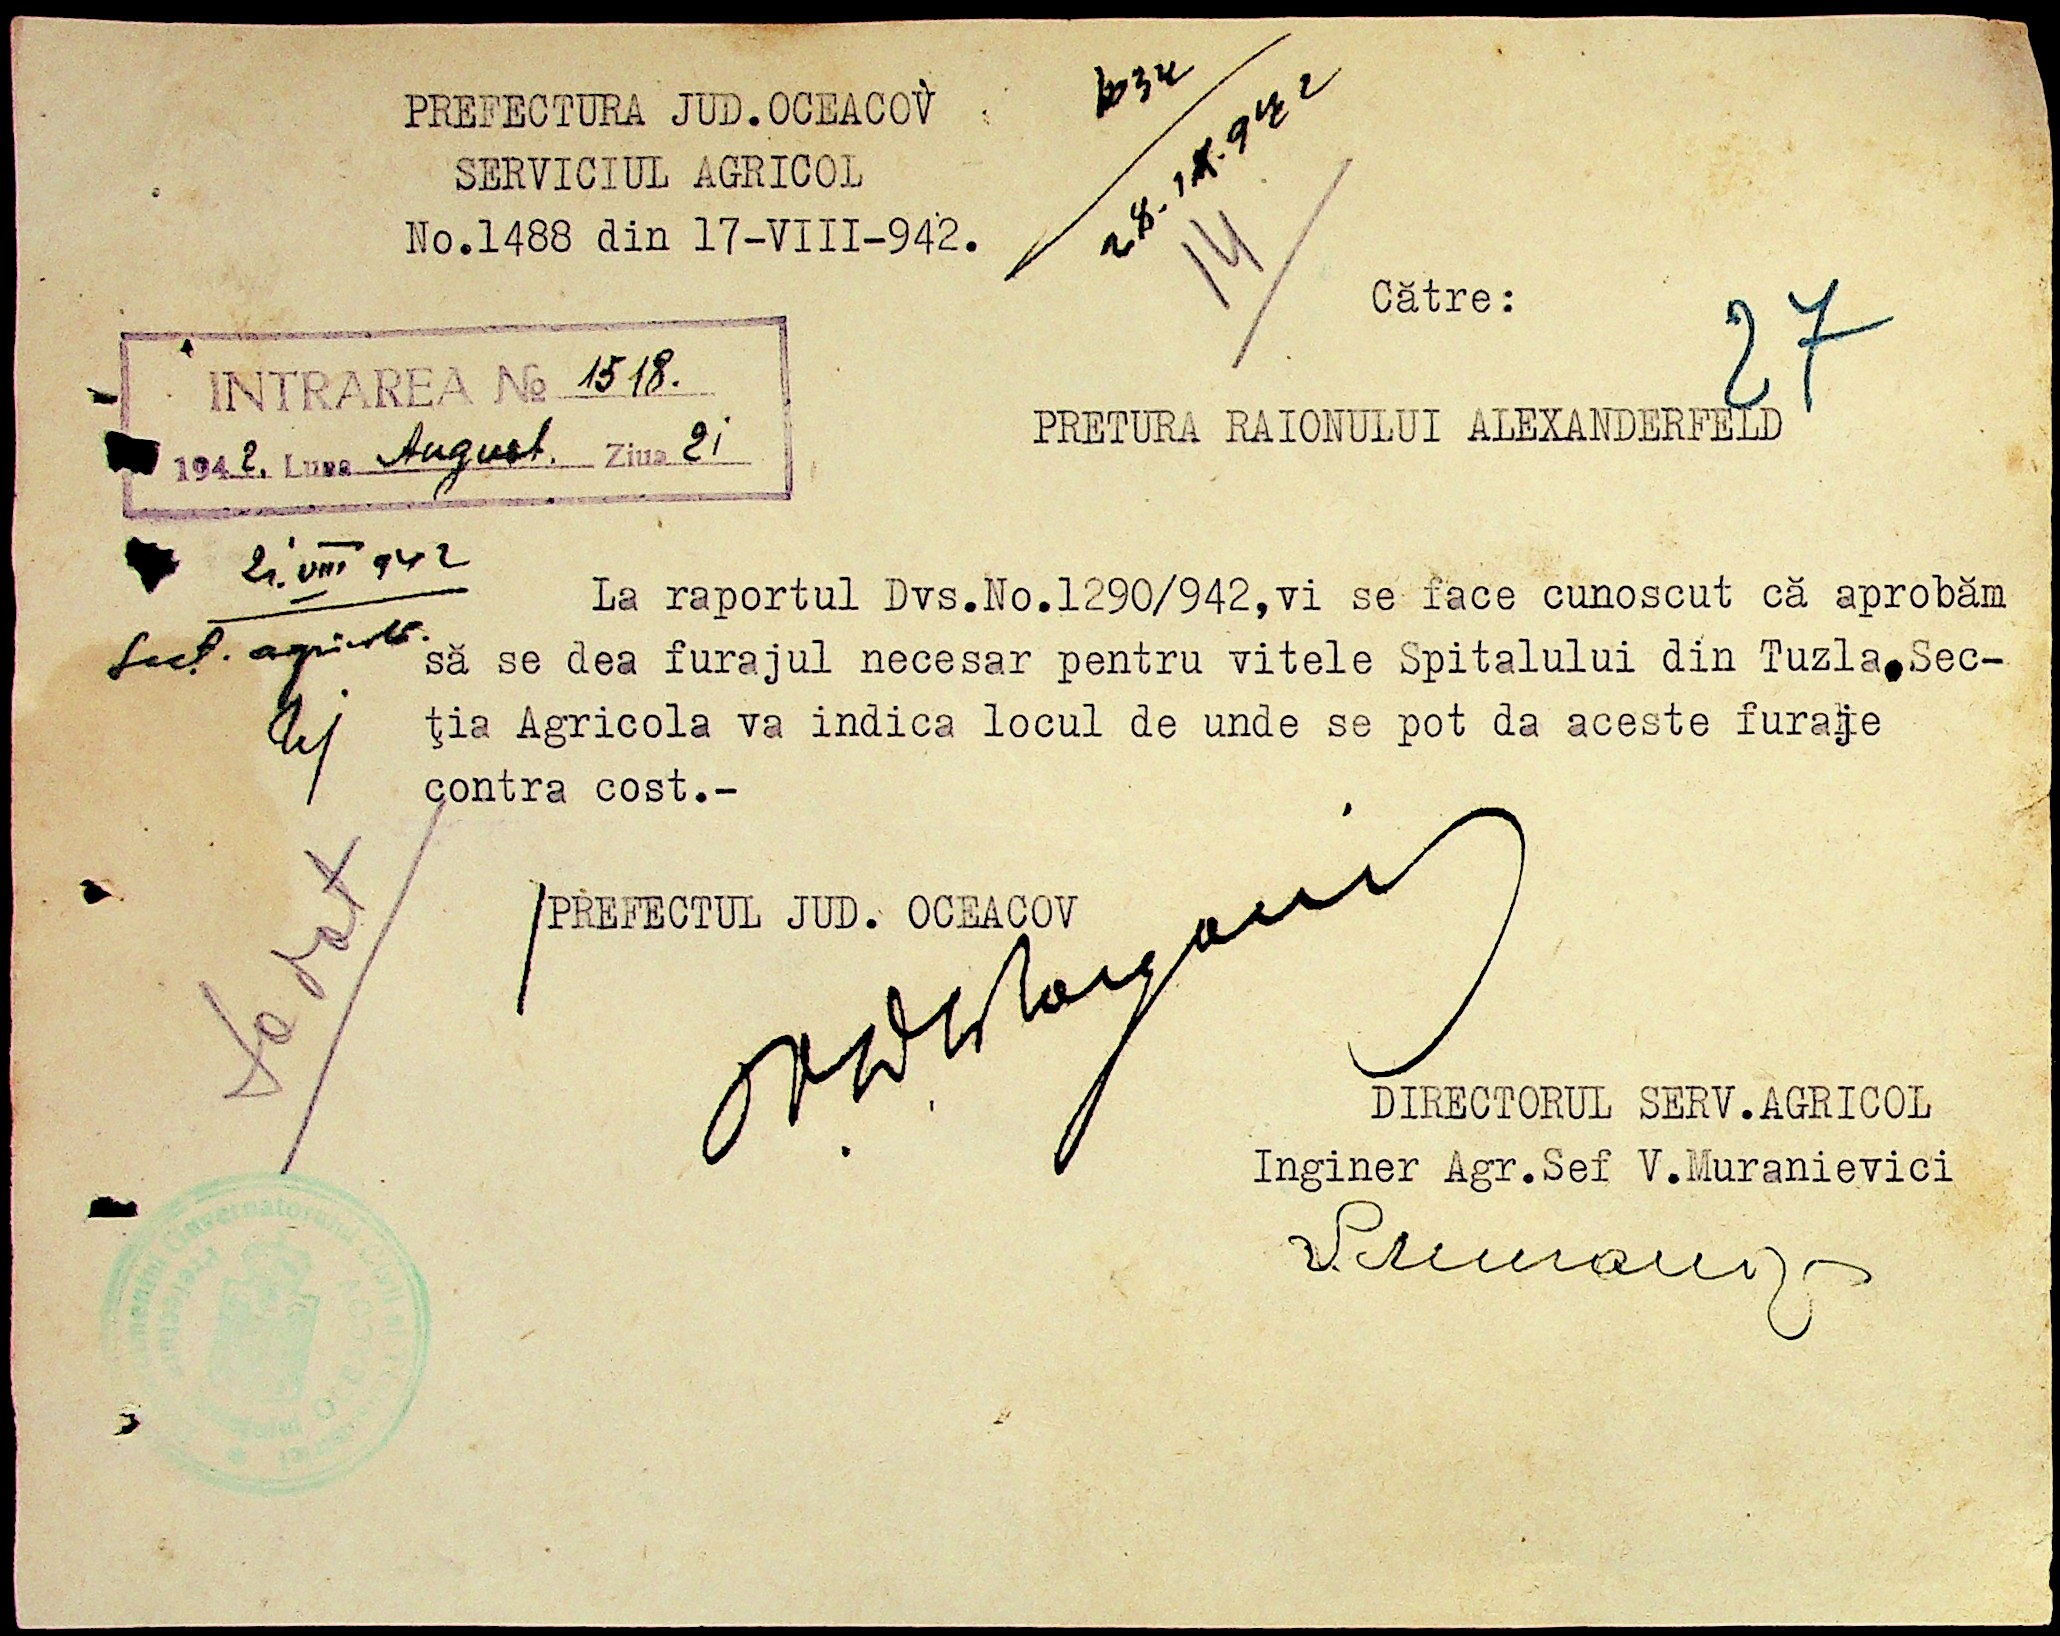 PREFECTURA JUD.OCEACOV
SERVICIUL AGRICOL
No.1488 din 17-VIII-942.
28-IX-942
14
Către:
27
PRETURA RAIONULUI ALEXANDERFELD
INTRAREA № 1518.
1942. Luna August. Ziua 21
21.VIII 942
Sect. agricolă.
La raportul Dvs.No.1290/942,vi se face cunoscut că aprobăm
să se dea furajul necesar pentru vitele Spitalului din Tuzla.Sec-
ţia Agricola va indica locul de unde se pot da aceste furaje
contra cost.-
/PREFECTUL JUD. OCEACOV
DIRECTORUL SERV.AGRICOL
Inginer Agr.Sef V.Muranievici